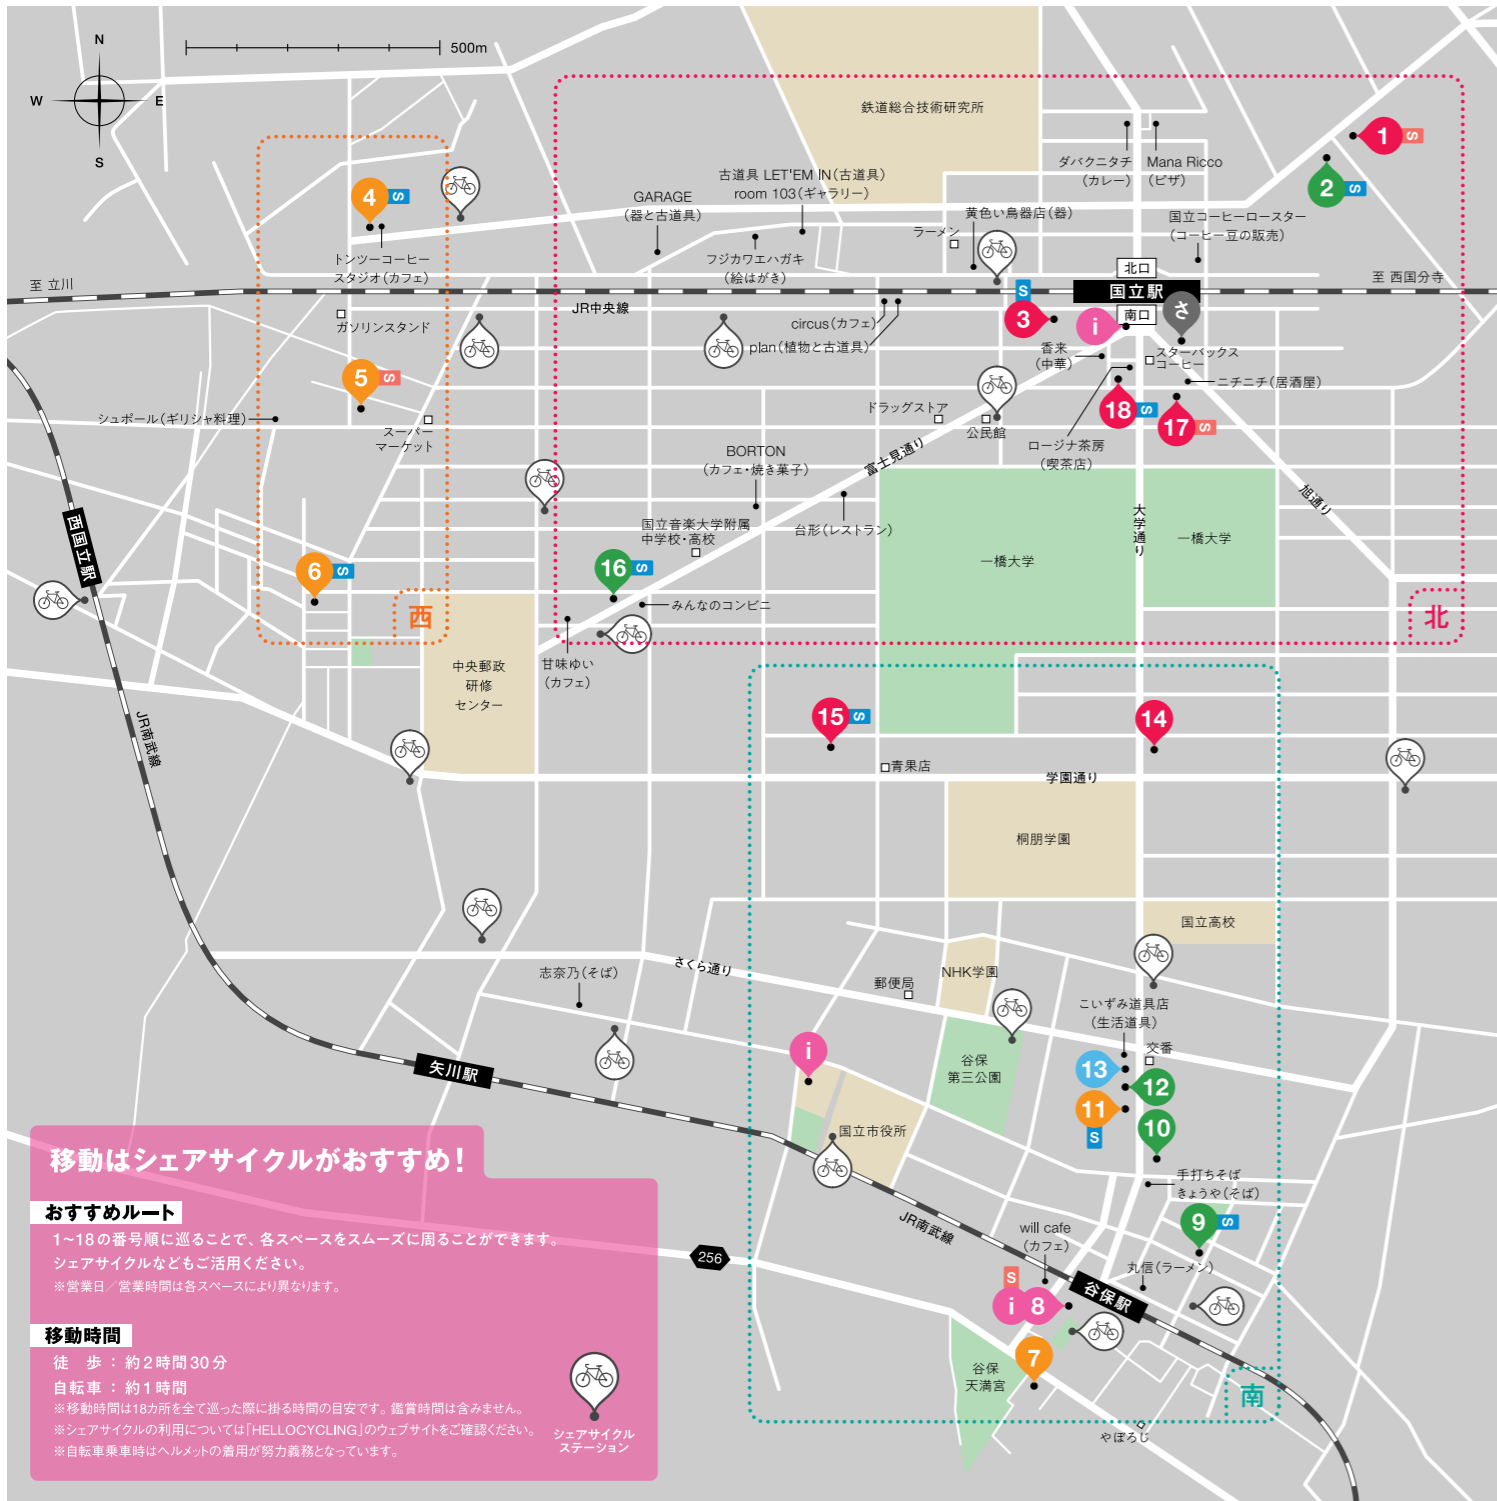 N
W
E
S
500m
鉄道総合技術研究所
1
S
ダバクニタチ
(カレー)
Mana Ricco
(ピザ)
2
S
4
S
古道具 LET'EM IN(古道具)
room 103(ギャラリー)
GARAGE
(器と古道具)
黄色い鳥器店(器)
ラーメン
国立コーヒーロースター
(コーヒー豆の販売)
トンツーコーヒー
スタジオ(カフェ)
フジカワエハガキ
(絵はがき)
北口
至 立川
至 西国分寺
国立駅
JR中央線
S
3
南口
さ
i
ガソリンスタンド
circus(カフェ)
plan(植物と古道具)
香来
(中華)
スターバックス
コーヒー
5
S
ニチニチ(居酒屋)
シュポール(ギリシャ料理)
スーパー
マーケット
ドラッグストア
公民館
18
S
17
S
富士見通り
ロージナ茶房
(喫茶店)
BORTON
(カフェ・焼き菓子)
旭通り
大学通り
国立音楽大学附属
中学校・高校
台形(レストラン)
一橋大学
一橋大学
西国立駅
6
S
16
S
西
北
みんなのコンビニ
甘味ゆい
(カフェ)
中央郵政
研修
センター
JR南武線
15
S
14
青果店
学園通り
桐朋学園
国立高校
さくら通り
志奈乃(そば)
NHK学園
郵便局
こいずみ道具店
(生活道具)
交番
i
谷保
第三公園
矢川駅
13
12
11
S
10
国立市役所
手打ちそば
きょうや(そば)
JR南武線
9
S
256
will cafe
(カフェ)
丸信(ラーメン)
谷保駅
S
i
8
7
谷保
天満宮
南
やぼろじ
移動はシェアサイクルがおすすめ!
おすすめルート
1~18の番号順に巡ることで、各スペースをスムーズに周ることができます。
シェアサイクルなどもご活用ください。
※営業日/営業時間は各スペースにより異なります。
移動時間
徒 歩 : 約2時間30分
自転車 : 約1時間
※移動時間は18カ所を全て巡った際に掛る時間の目安です。鑑賞時間は含みません。
※シェアサイクルの利用については「HELLOCYCLING」のウェブサイトをご確認ください。
※自転車乗車時はヘルメットの着用が努力義務となっています。
シェアサイクル
ステーション